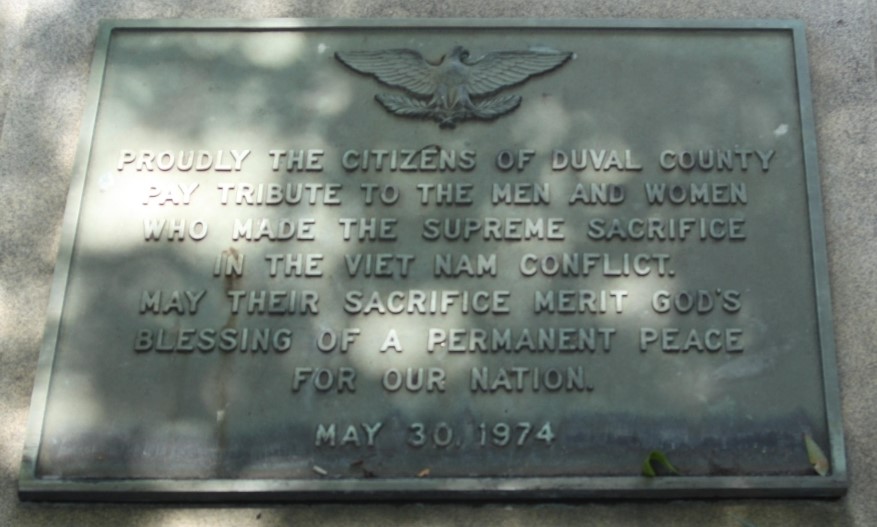 PROUDLY THE CITIZENS OF DUVAL COUNTY
PAY TRIBUTE TO THE MEN AND WOMEN
WHO MADE THE SUPREME SACRIFICE
IN THE VIET NAM CONFLICT.
MAY THEIR SACRIFICE MERIT GOD'S
BLESSING OF A PERMANENT PEACE
FOR OUR NATION.
MAY 30, 1974